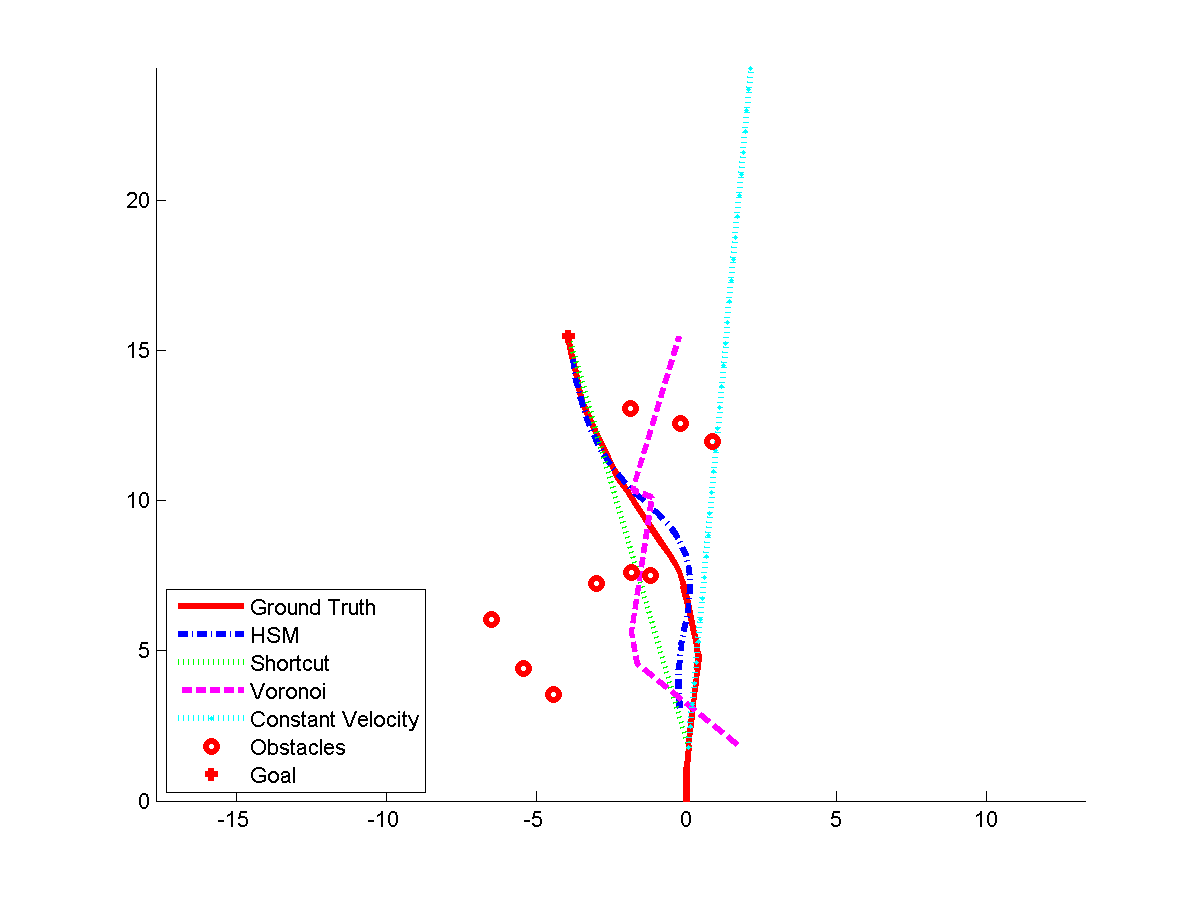 20
15
10
5
0
Ground Truth
HSM
Shortcut
Voronoi
Constant Velocity
Obstacles
Goal
-15 -10 -5 0 5 10